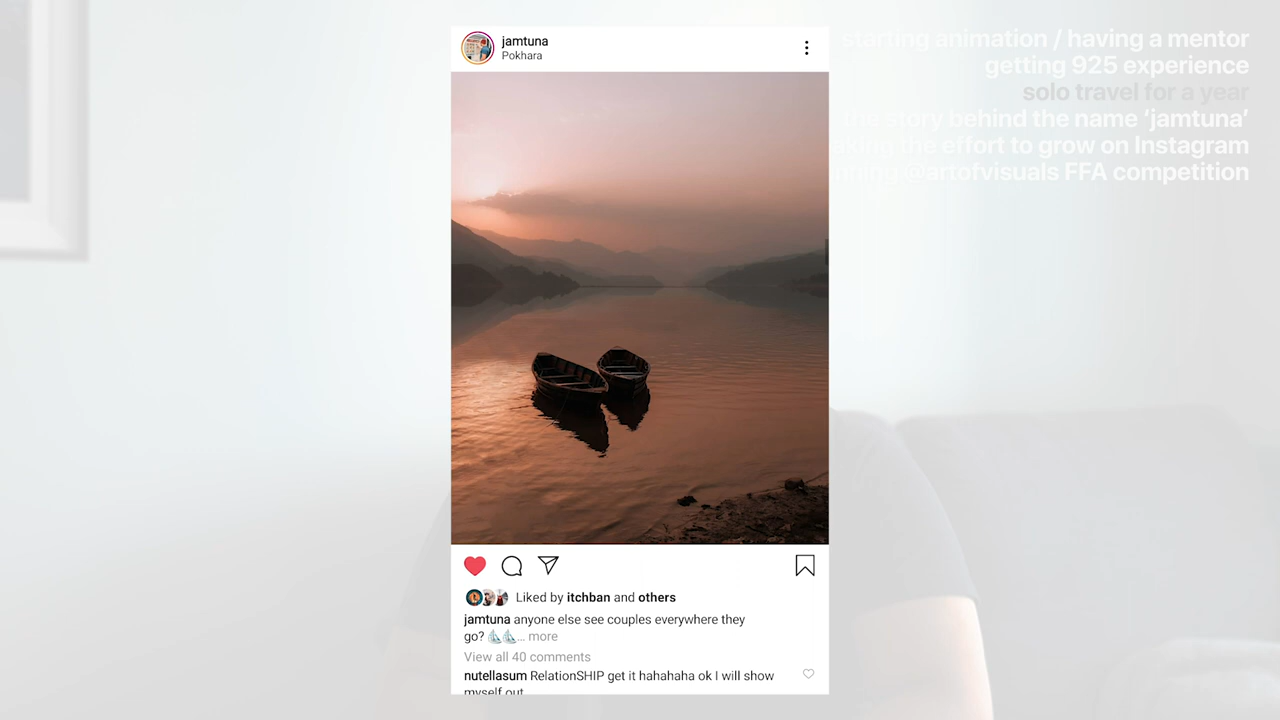 jamtuna
Pokhara
starting animation / having a mentor
getting 925 experience
solo travel for a year
story behind the name ‘jamtuna’
the effort to grow on Instagram
@artofvisuals FFA competition
Liked by itchban and others
jamtuna anyone else see couples everywhere they
go? ⛵⛵... more
View all 40 comments
nutellasum RelationSHIP get it hahahaha ok I will show
myself out